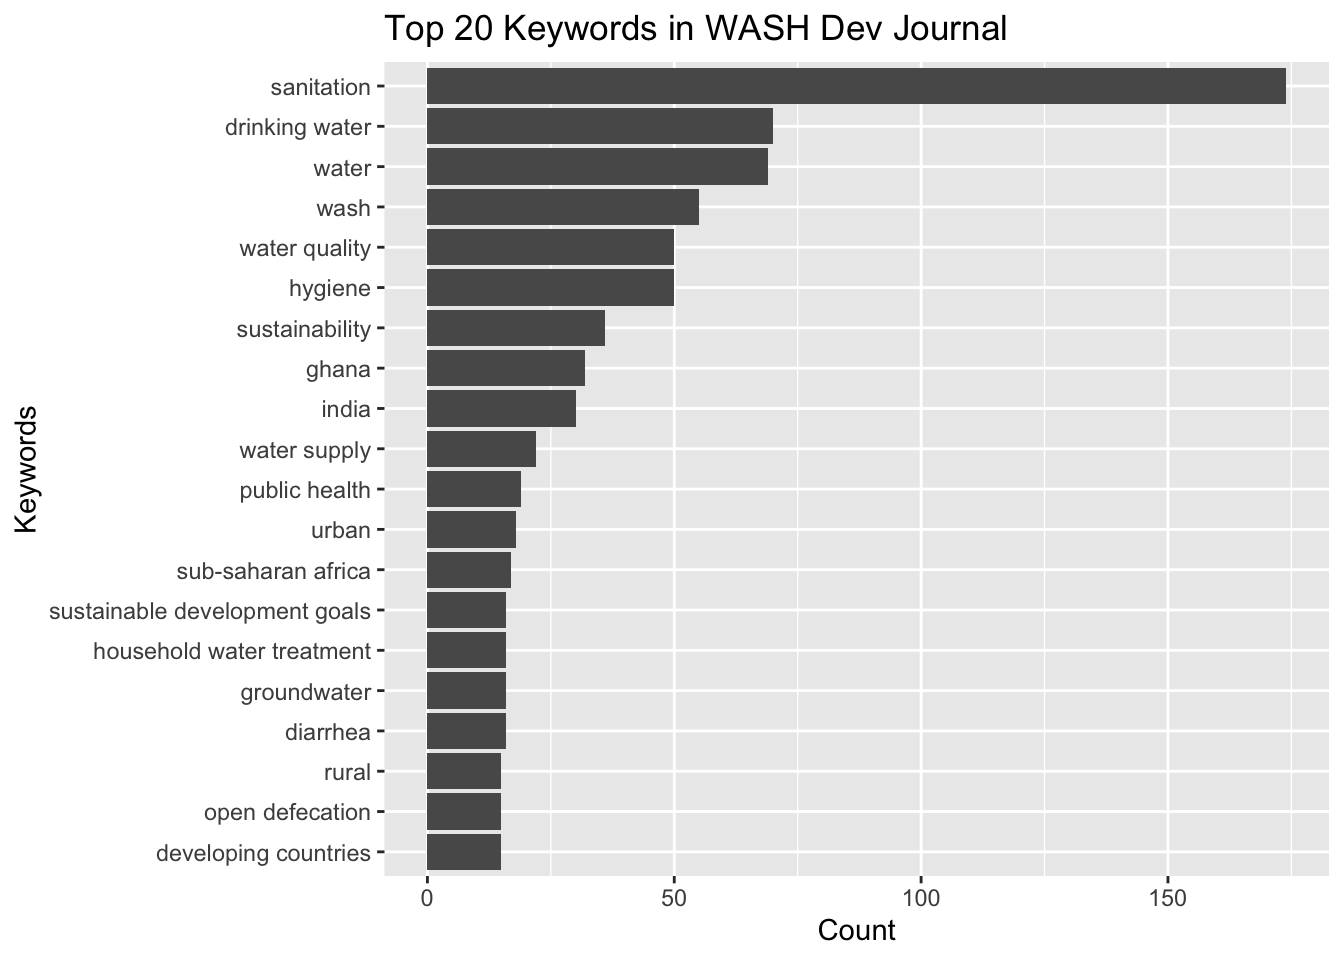 Top 20 Keywords in WASH Dev Journal
Keywords
sanitation
drinking water
water
wash
water quality
hygiene
sustainability
ghana
india
water supply
public health
urban
sub-saharan africa
sustainable development goals
household water treatment
groundwater
diarrhea
rural
open defecation
developing countries
0 50 100 150
Count